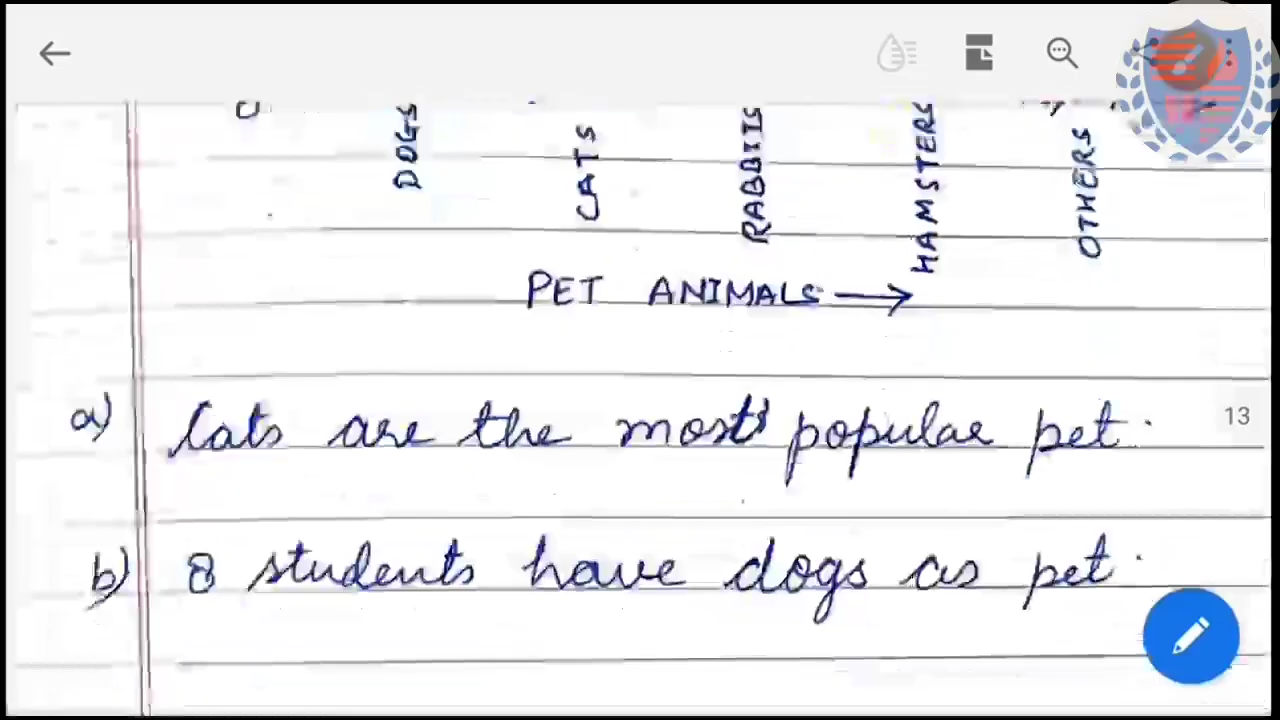 DOGS
CATS
RABBITS
HAMSTERS
OTHERS
PET ANIMALS →
13
a) Cats are the most popular pet.
b) 8 students have dogs as pet.